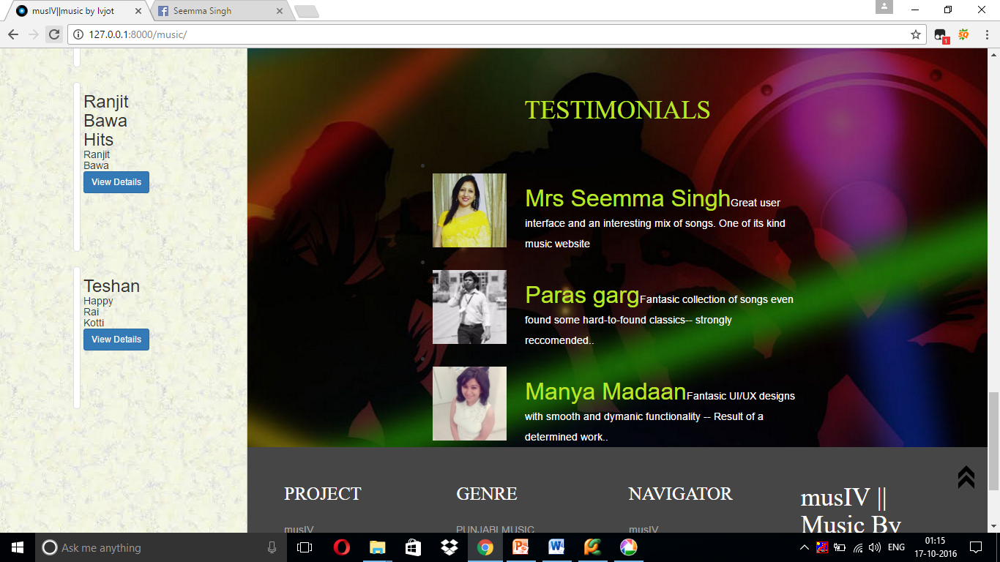 musIV||music by Ivjot
Seemma Singh
127.0.0.1:8000/music/
SQ
1
Ranjit
Bawa
Hits
Ranjit
Bawa
View Details
Teshan
Happy
Rai
Kotti
View Details
TESTIMONIALS
Mrs Seemma SinghGreat user
interface and an interesting mix of songs. One of its kind
music website
Paras gargFantasic collection of songs even
found some hard-to-found classics-- strongly
reccomended..
Manya MadaanFantasic UI/UX designs
with smooth and dymanic functionality -- Result of a
determined work..
PROJECT
musIV
GENRE
PUNJABI MUSIC
NAVIGATOR
musIV
musIV ||
Music By
Ask me anything
ENG
01:15
17-10-2016